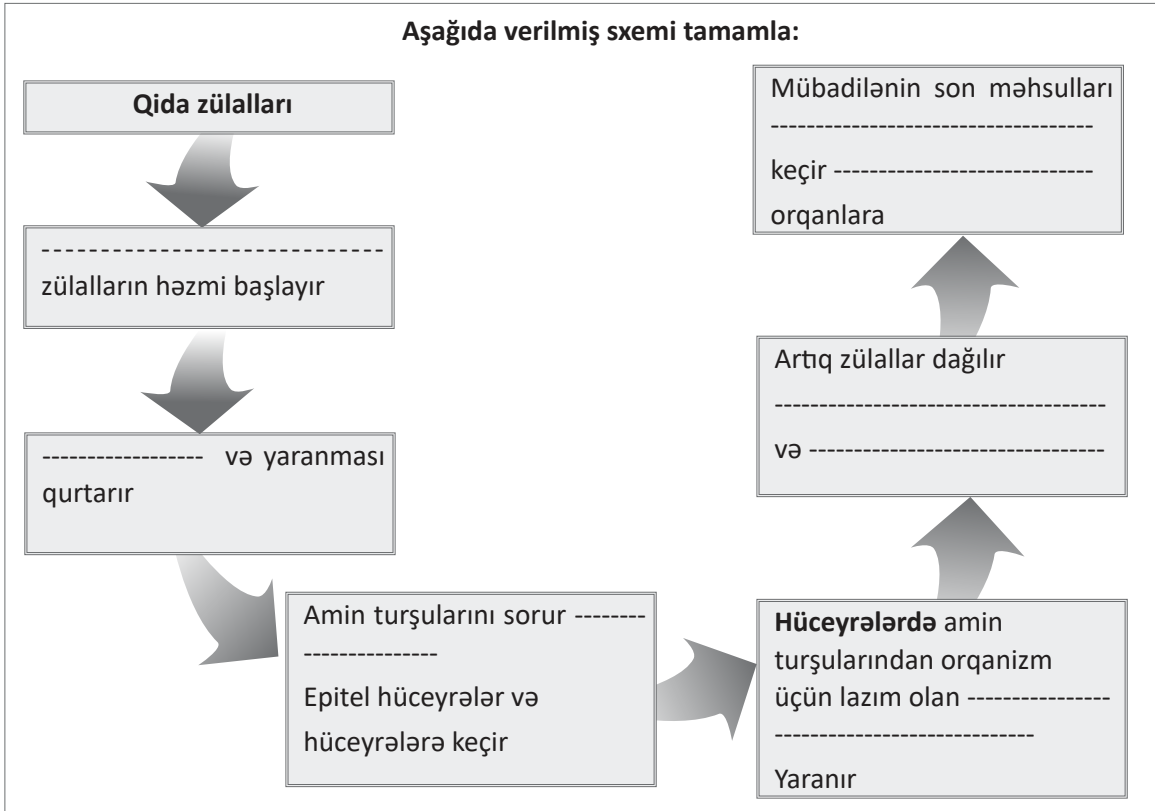 Aşağıda verilmiş sxemi tamamla:
Qida zülalları
-----------------------------
zülalların həzmi başlayır
------------------ və yaranması
qurtarır
Amin turşularını sorur --------
---------------
Epitel hüceyrələr və
hüceyrələrə keçir
Hüceyrələrdə amin
turşularından orqanizm
üçün lazım olan ----------------
-----------------------------
Yaranır
Artıq zülallar dağılır
-------------------------------------
və ---------------------------------
Mübadilənin son məhsulları
------------------------------------
keçir -----------------------------
orqanlara